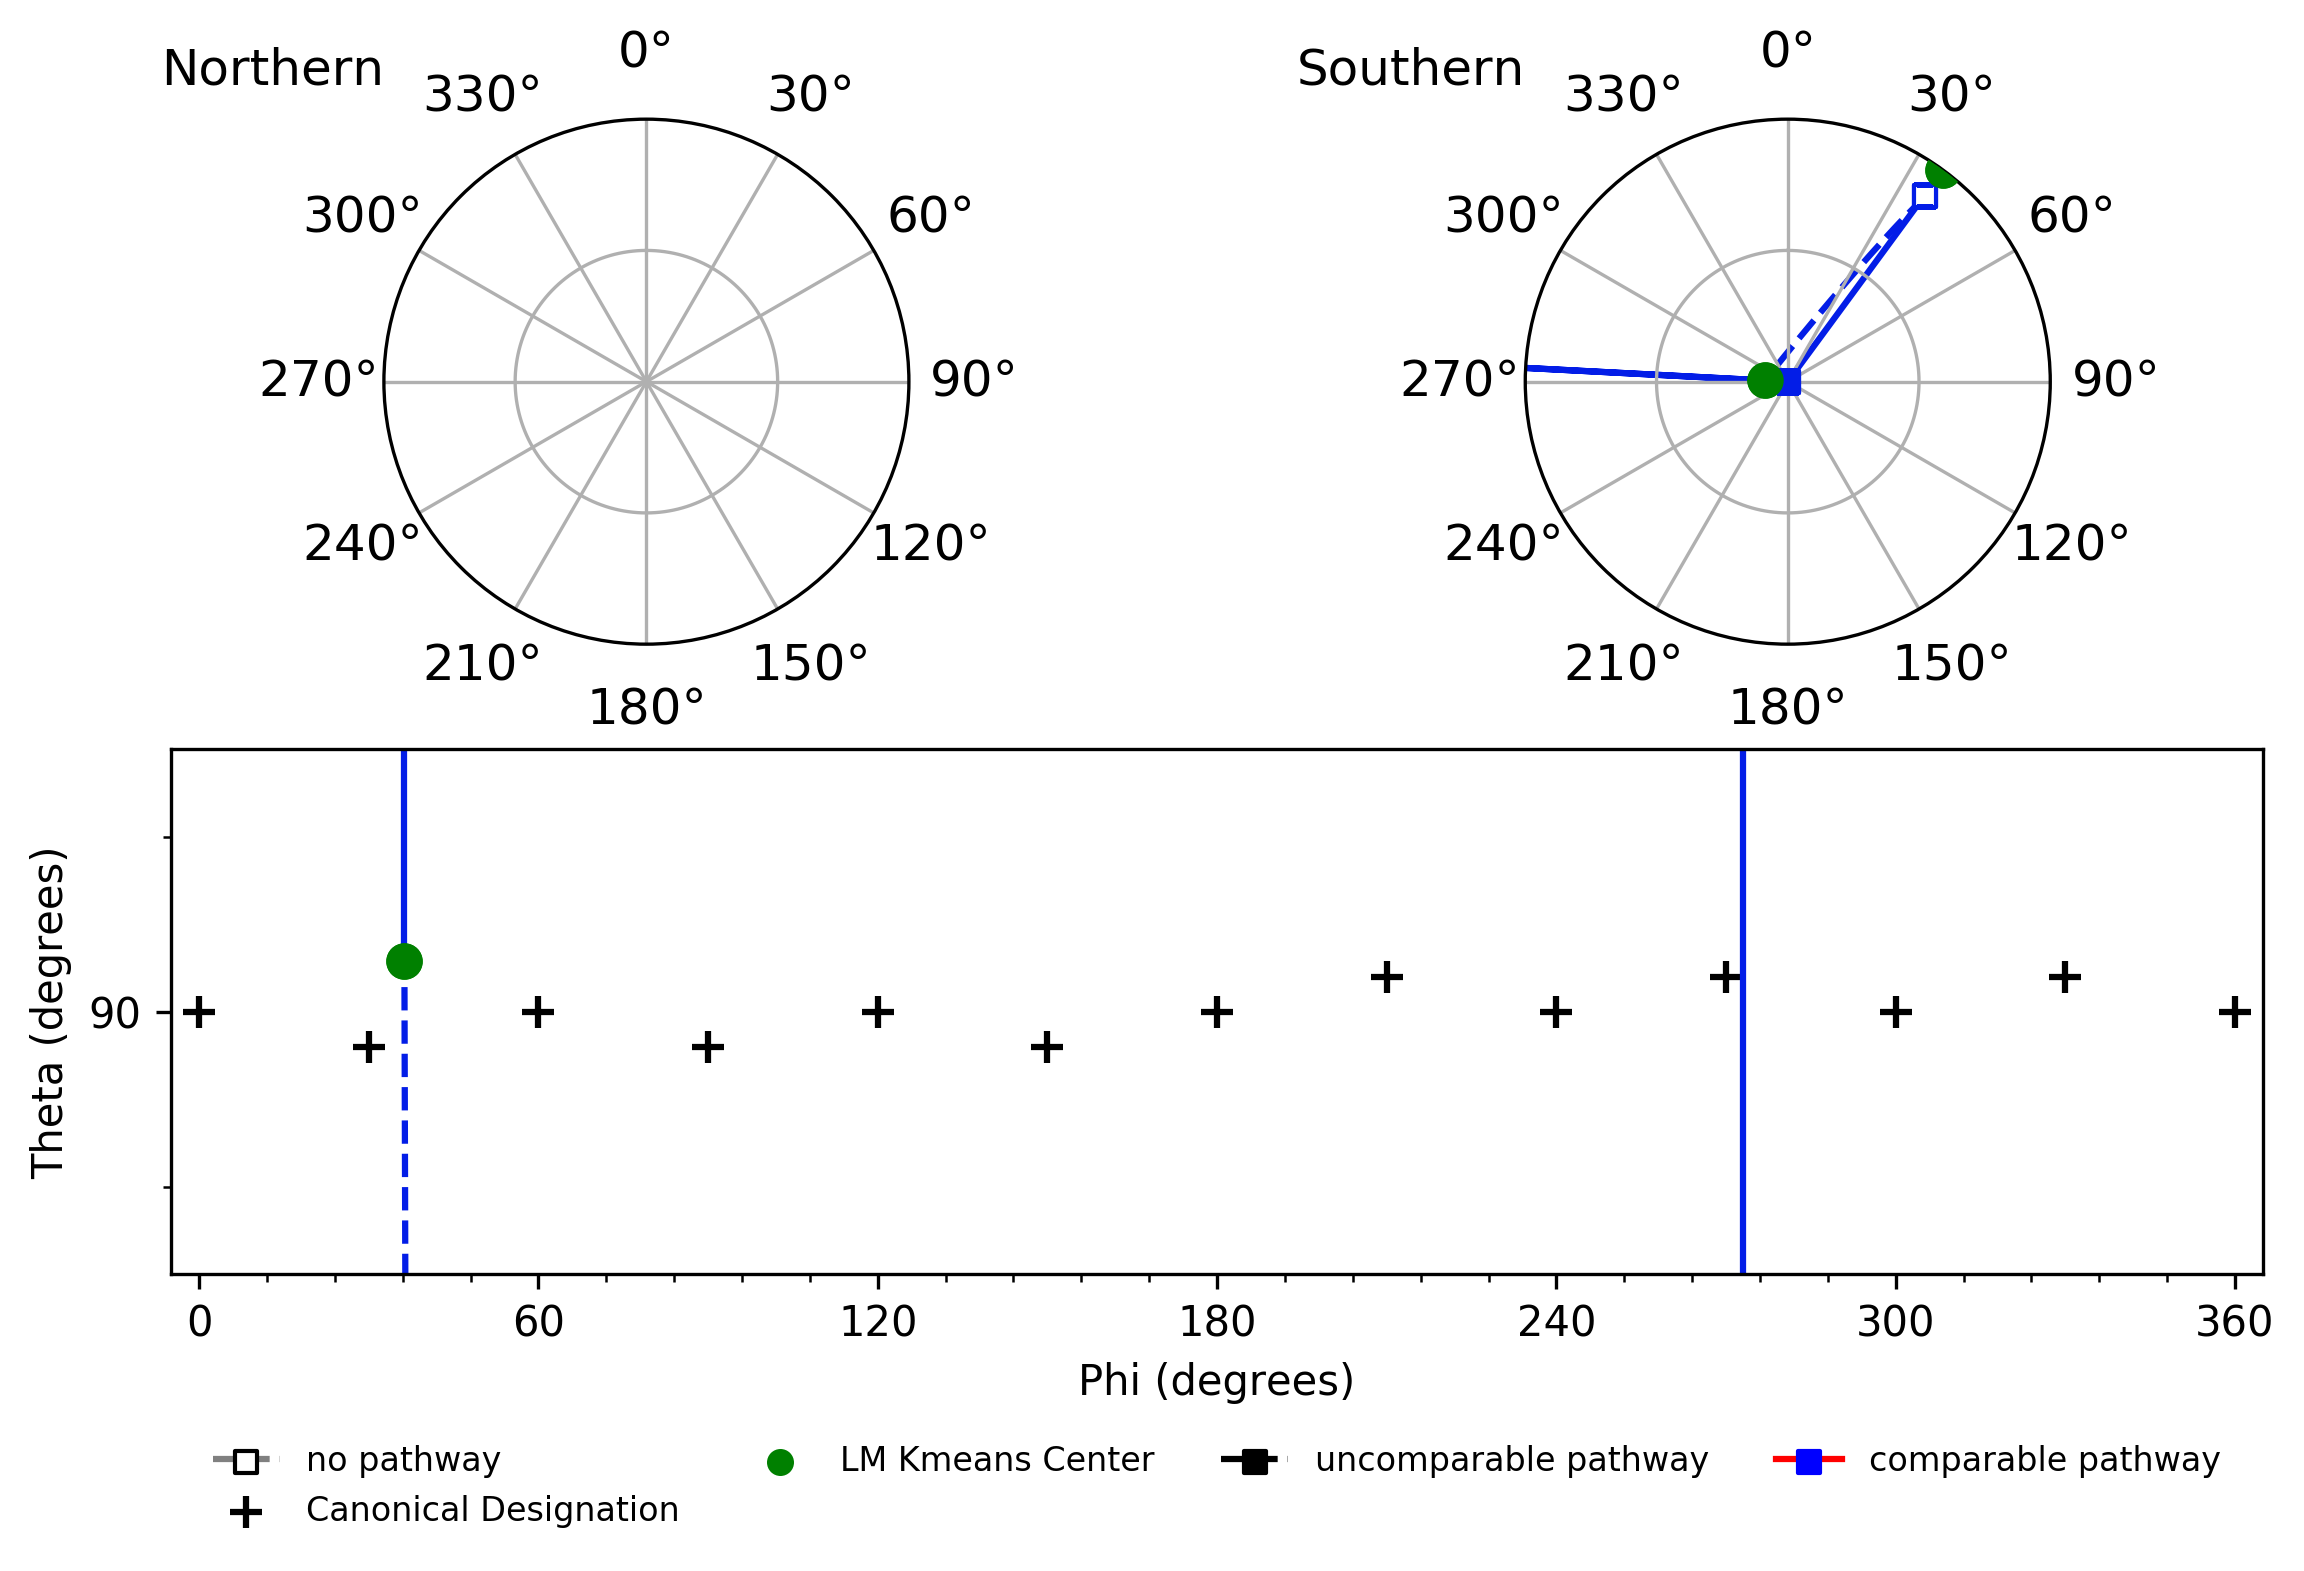 Northern
0°
330°
30°
300°
60°
270°
90°
240°
120°
210°
150°
180°
Southern
0°
330°
30°
300°
60°
270°
90°
240°
120°
210°
150°
180°
Theta (degrees)
90
0 60 120 180 240 300 360
Phi (degrees)
no pathway
Canonical Designation
LM Kmeans Center
uncomparable pathway
comparable pathway